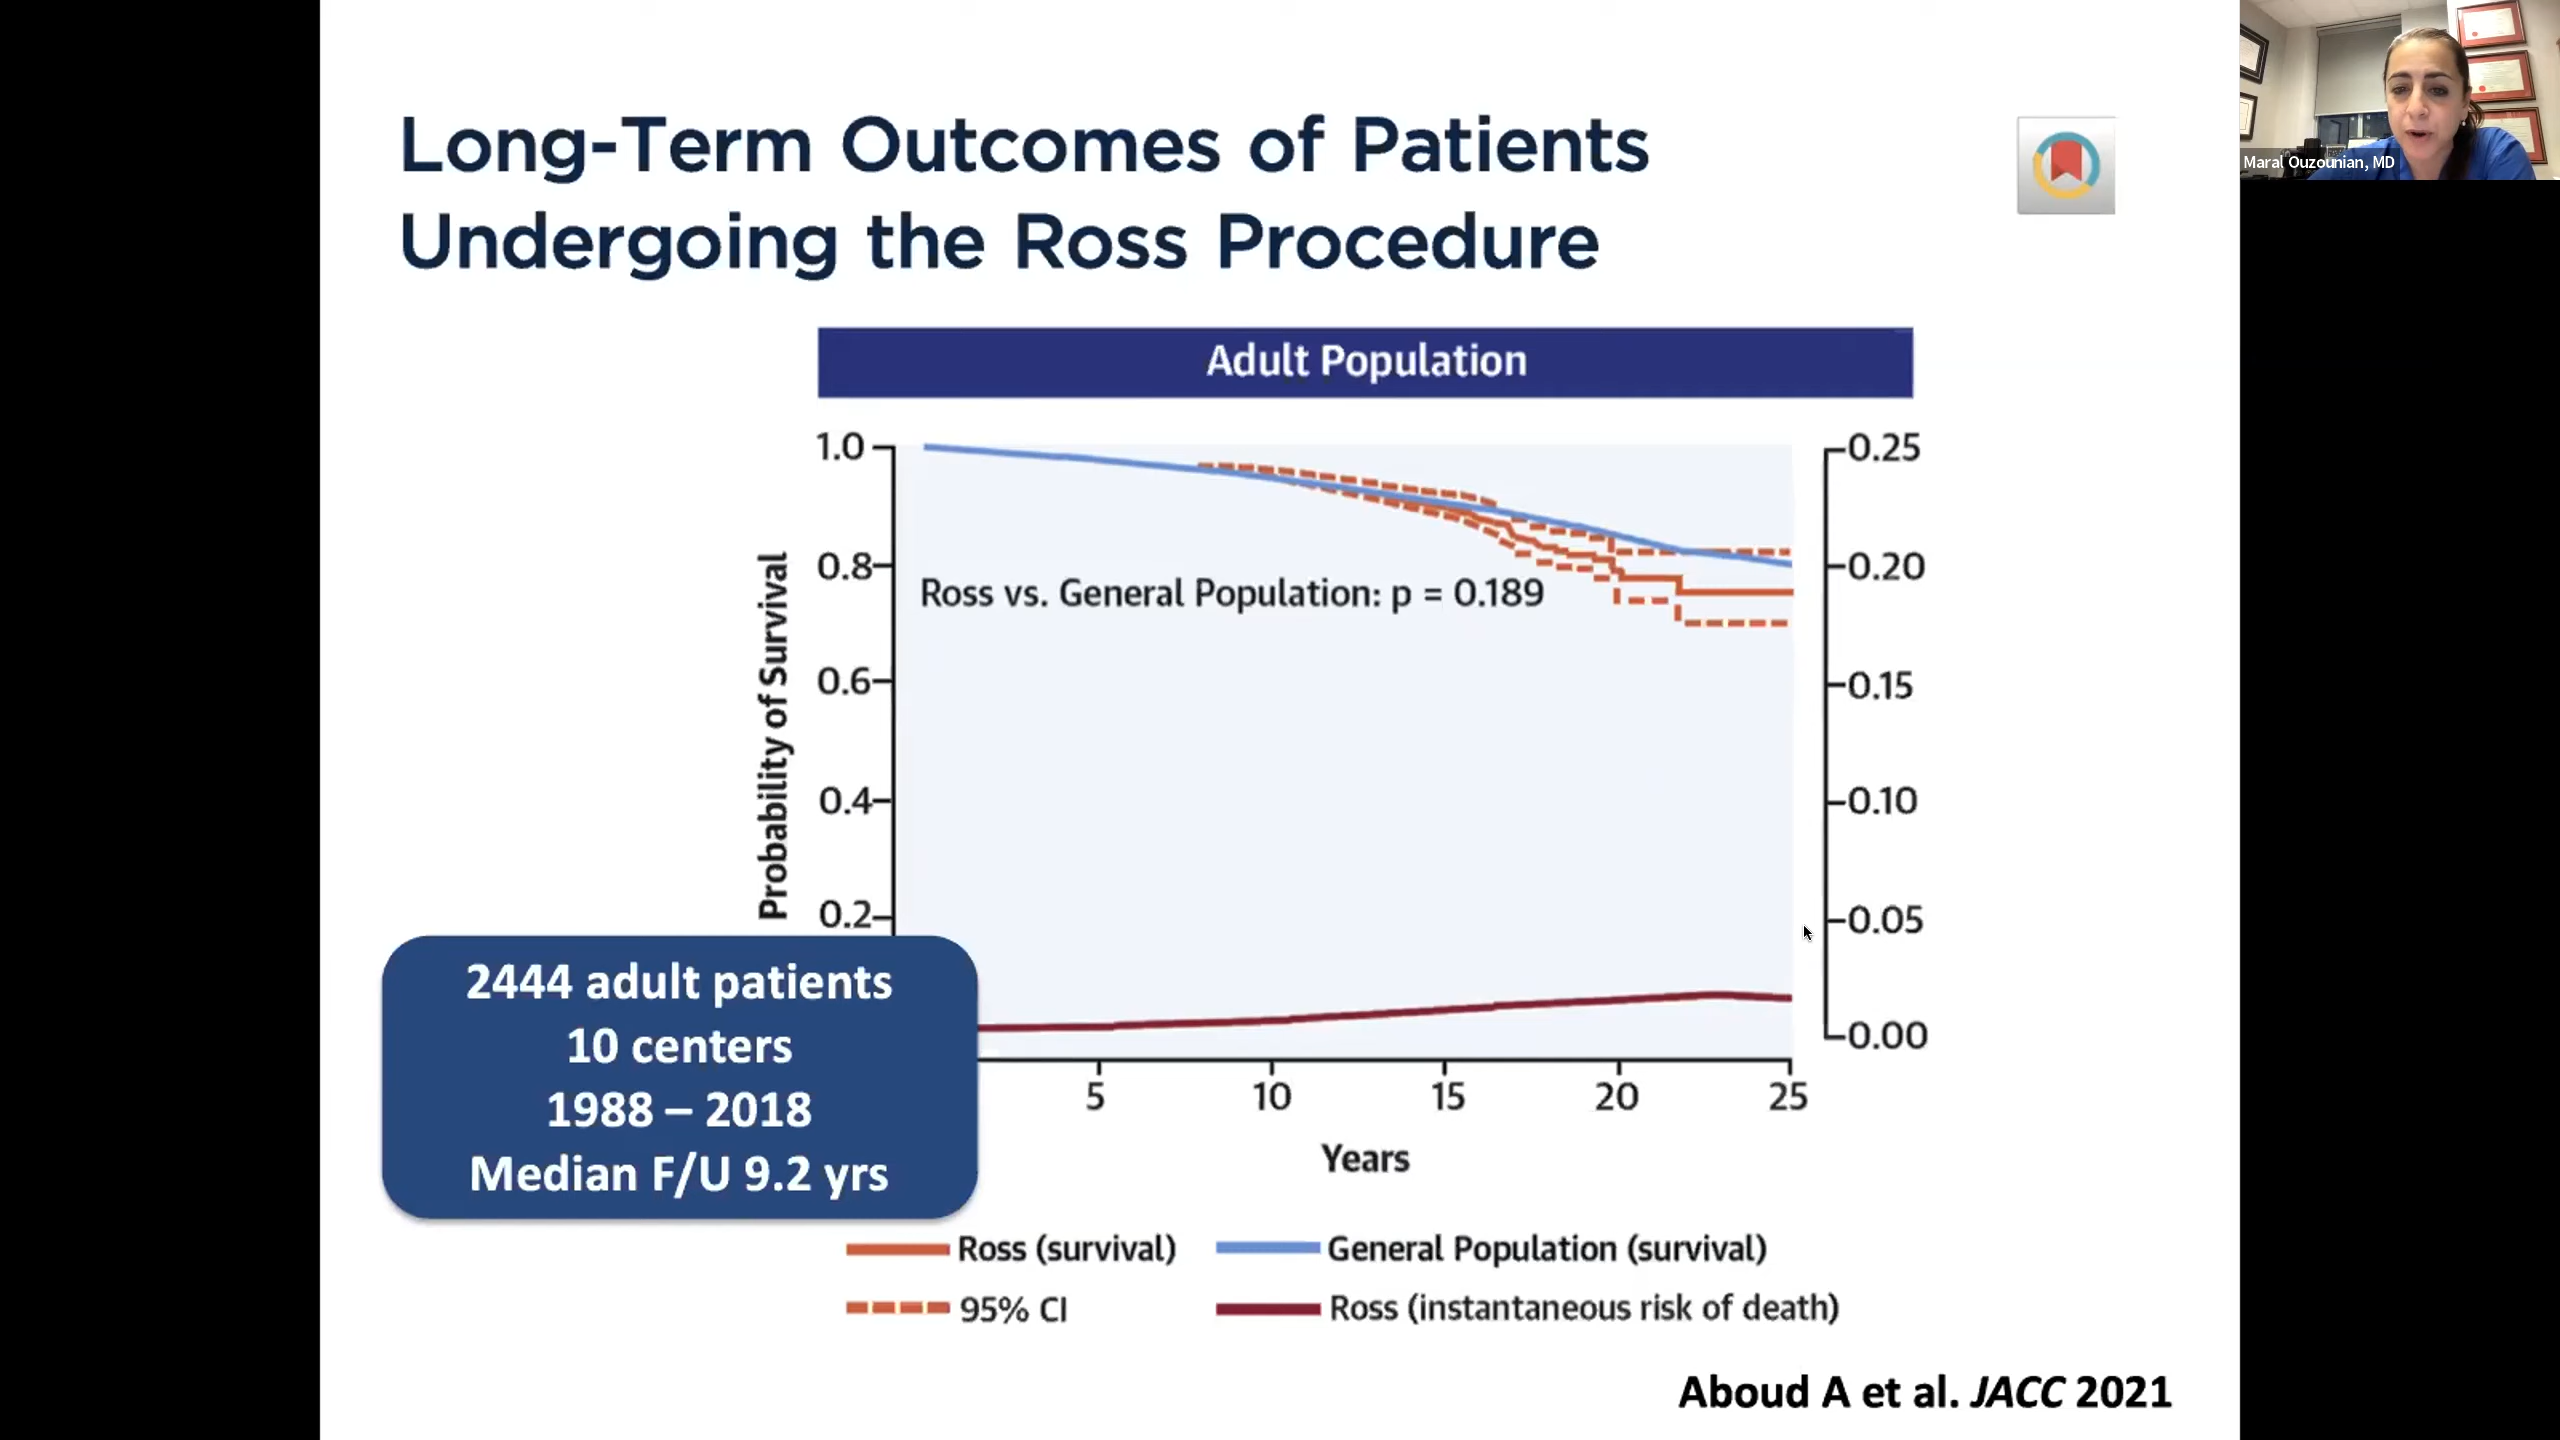 Long-Term Outcomes of Patients
Undergoing the Ross Procedure
Maral Ouzounian, MD
Adult Population
1.0
0.8
0.6
0.4
0.2
Probability of Survival
Ross vs. General Population: p = 0.189
0.25
0.20
0.15
0.10
0.05
0.00
5 10 15 20 25
Years
2444 adult patients
10 centers
1988 – 2018
Median F/U 9.2 yrs
Ross (survival)
General Population (survival)
95% CI
Ross (instantaneous risk of death)
Aboud A et al. JACC 2021